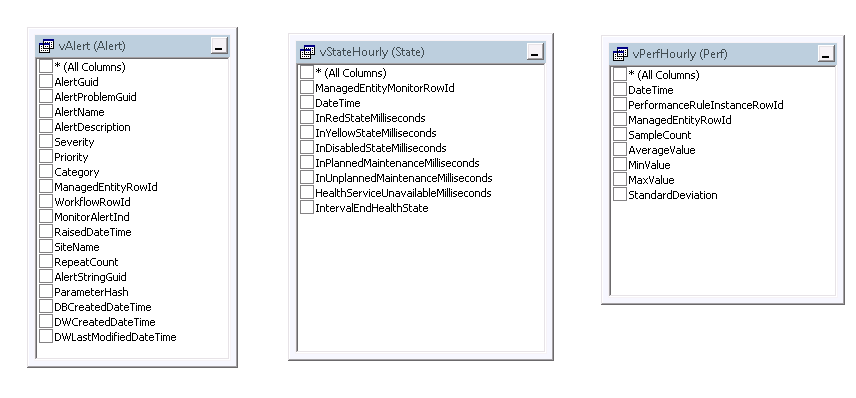 vAlert (Alert)
* (All Columns)
AlertGuid
AlertProblemGuid
AlertName
AlertDescription
Severity
Priority
Category
ManagedEntityRowId
WorkflowRowId
MonitorAlertInd
RaisedDateTime
SiteName
RepeatCount
AlertStringGuid
ParameterHash
DBCreatedDateTime
DWCreatedDateTime
DWLastModifiedDateTime
vStateHourly (State)
* (All Columns)
ManagedEntityMonitorRowId
DateTime
InRedStateMilliseconds
InYellowStateMilliseconds
InDisabledStateMilliseconds
InPlannedMaintenanceMilliseconds
InUnplannedMaintenanceMilliseconds
HealthServiceUnavailableMilliseconds
IntervalEndHealthState
vPerfHourly (Perf)
* (All Columns)
DateTime
PerformanceRuleInstanceRowId
ManagedEntityRowId
SampleCount
AverageValue
MinValue
MaxValue
StandardDeviation